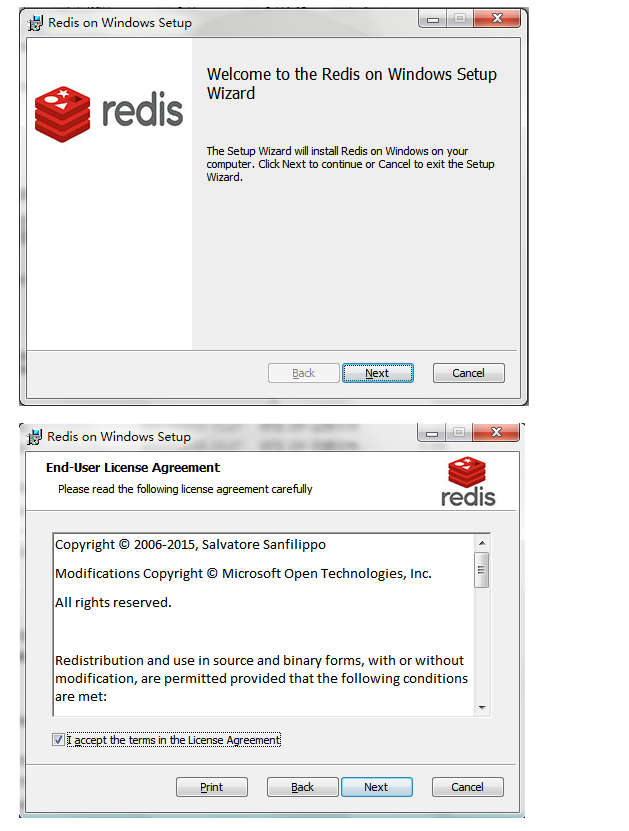 Redis on Windows Setup
Welcome to the Redis on Windows Setup
Wizard
redis
The Setup Wizard will install Redis on Windows on your
computer. Click Next to continue or Cancel to exit the Setup
Wizard.
Back
Next
Cancel
Redis on Windows Setup
End-User License Agreement
Please read the following license agreement carefully
redis
Copyright © 2006-2015, Salvatore Sanfilippo
Modifications Copyright © Microsoft Open Technologies, Inc.
All rights reserved.
Redistribution and use in source and binary forms, with or without
modification, are permitted provided that the following conditions
are met:
I accept the terms in the License Agreement
Print
Back
Next
Cancel